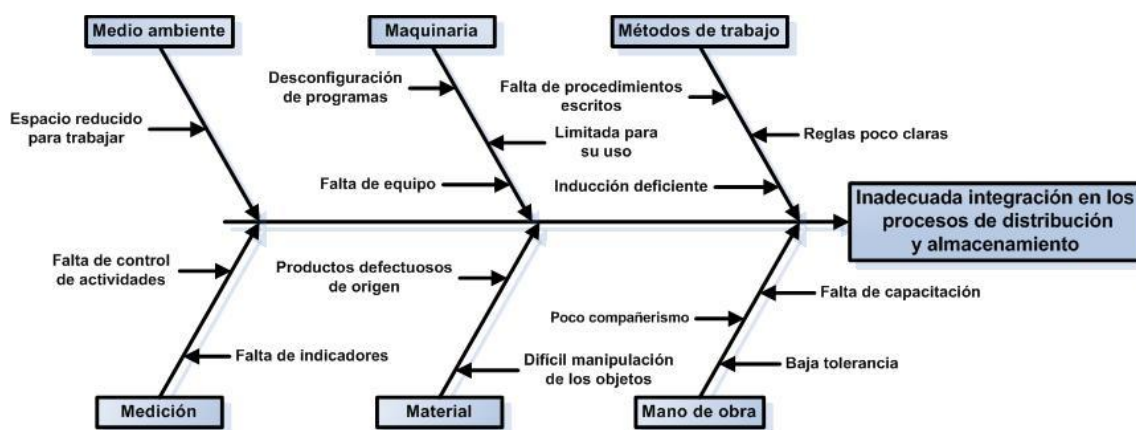 Medio ambiente
Maquinaria
Métodos de trabajo
Desconfiguración
de programas
Falta de procedimientos
escritos
Espacio reducido
para trabajar
Limitada para
su uso
Reglas poco claras
Falta de equipo
Inducción deficiente
Inadecuada integración en los
procesos de distribución
y almacenamiento
Falta de control
de actividades
Productos defectuosos
de origen
Falta de capacitación
Poco compañerismo
Falta de indicadores
Difícil manipulación
de los objetos
Baja tolerancia
Medición
Material
Mano de obra